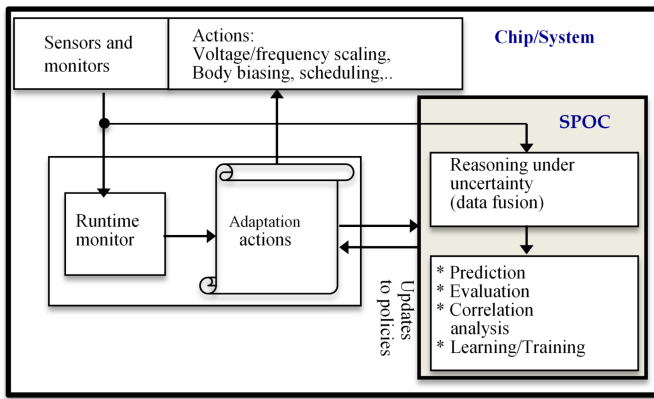 Sensors and
monitors
Actions:
Voltage/frequency scaling,
Body biasing, scheduling,..
Chip/System
SPOC
Reasoning under
uncertainty
(data fusion)
Runtime
monitor
Adaptation
actions
Updates
to policies
* Prediction
* Evaluation
* Correlation
analysis
* Learning/Training